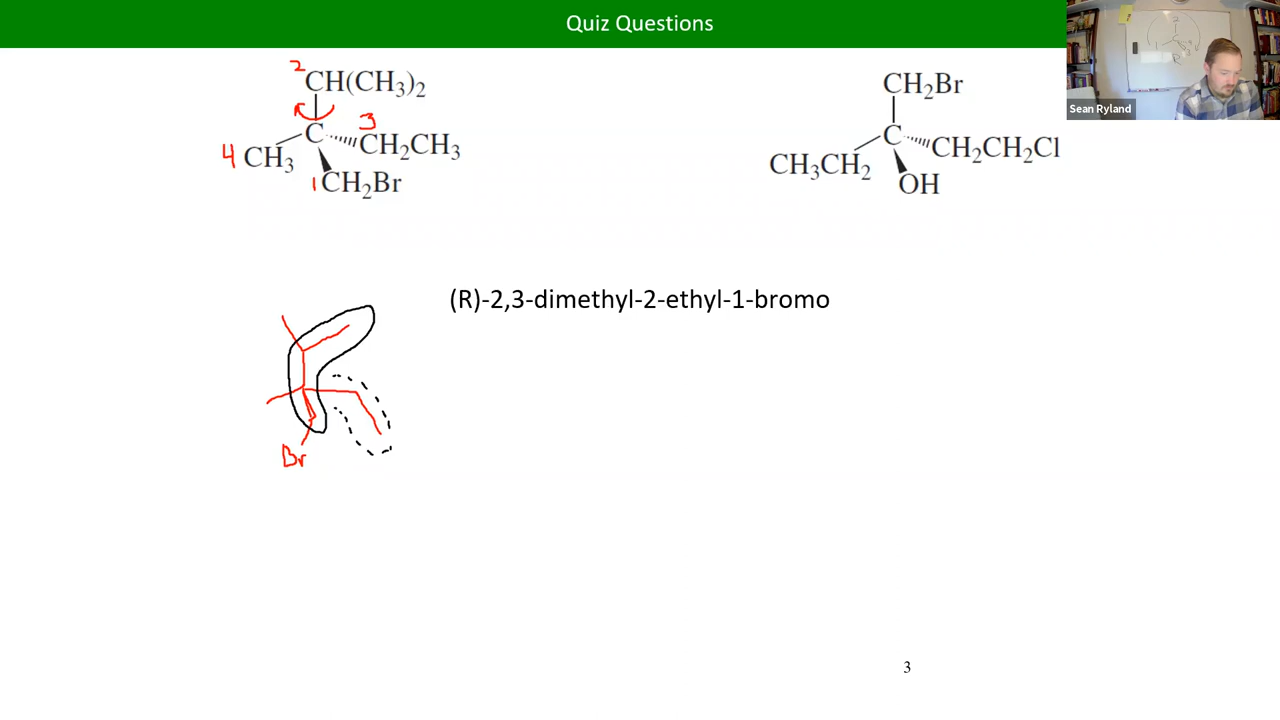 Quiz Questions
Sean Ryland
2
CH(CH3)2
3
C
CH2CH3
4 CH3
1 CH2Br
CH2Br
C
CH2CH2Cl
CH3CH2
OH
(R)-2,3-dimethyl-2-ethyl-1-bromo
Br
3